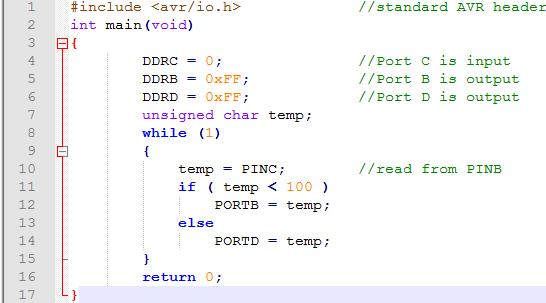 1 #include <avr/io.h> //standard AVR header
2 int main(void)
3 {
4 DDRC = 0; //Port C is input
5 DDRB = 0xFF; //Port B is output
6 DDRD = 0xFF; //Port D is output
7 unsigned char temp;
8 while (1)
9 {
10 temp = PINC; //read from PINB
11 if ( temp < 100 )
12 PORTB = temp;
13 else
14 PORTD = temp;
15 }
16 return 0;
17 }